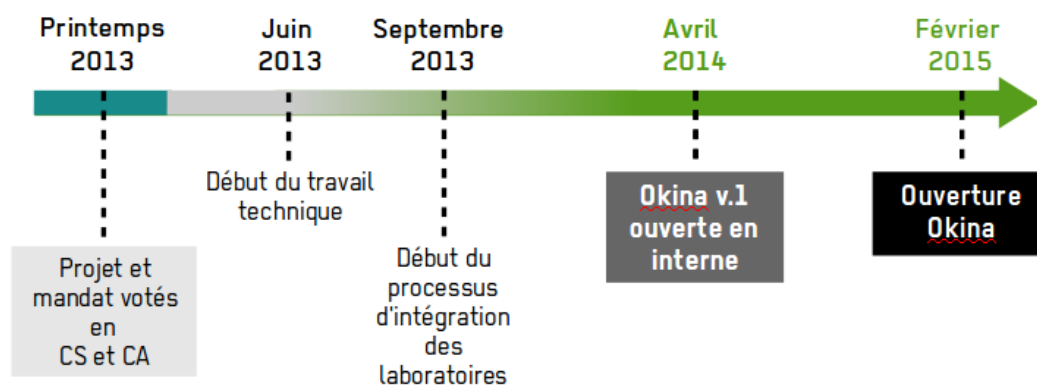 Printemps
2013
Juin
2013
Septembre
2013
Avril
2014
Février
2015
Début du travail
technique
Projet et
mandat votés
en
CS et CA
Début du
processus
d'intégration
des
laboratoires
Okina v.1
ouverte en
interne
Ouverture
Okina